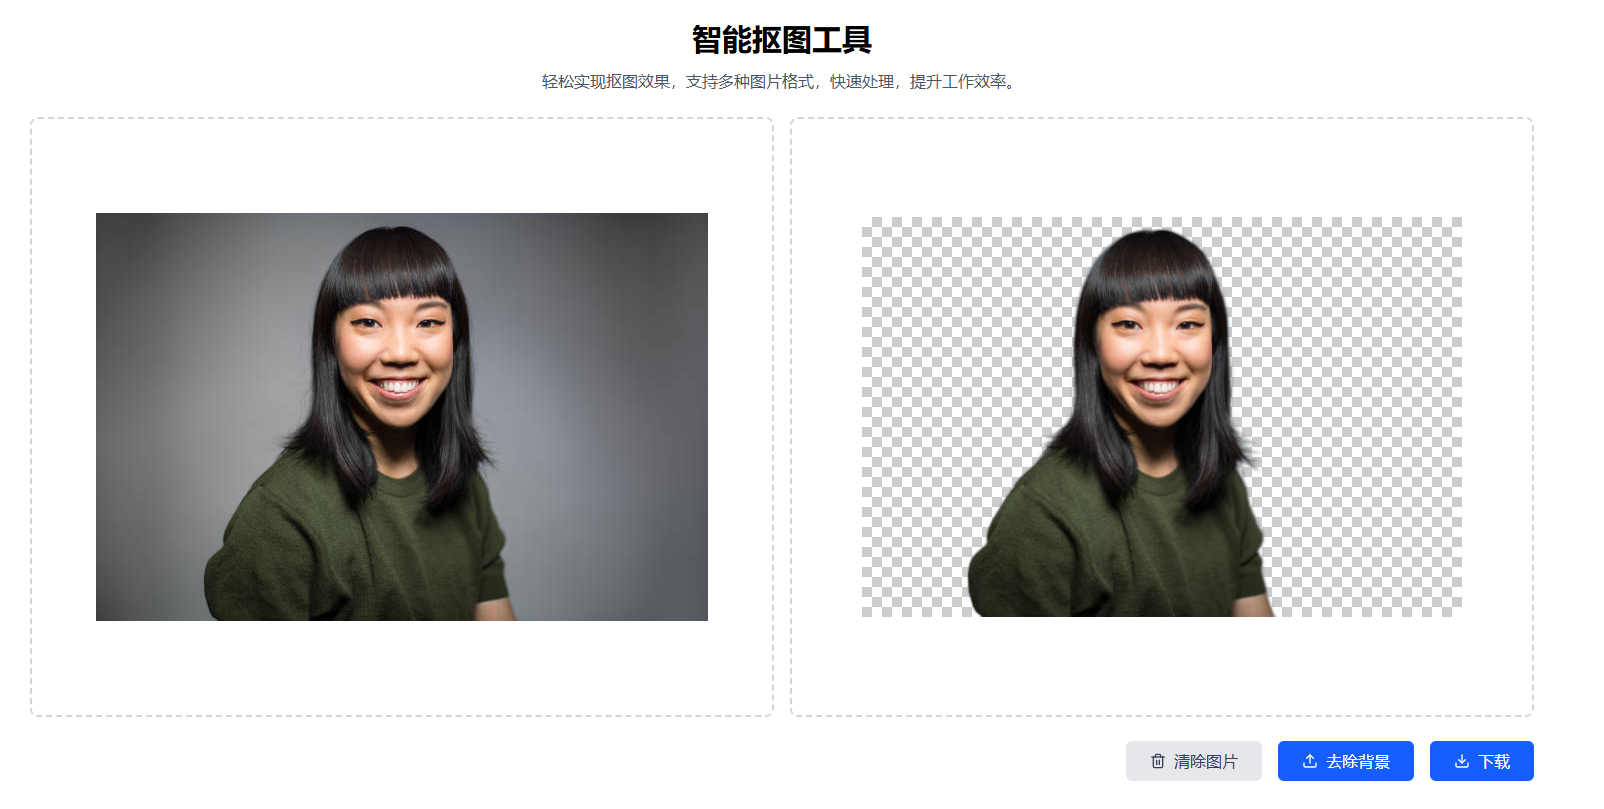 智能抠图工具
轻松实现抠图效果，支持多种图片格式，快速处理，提升工作效率。
清除图片
去除背景
下载